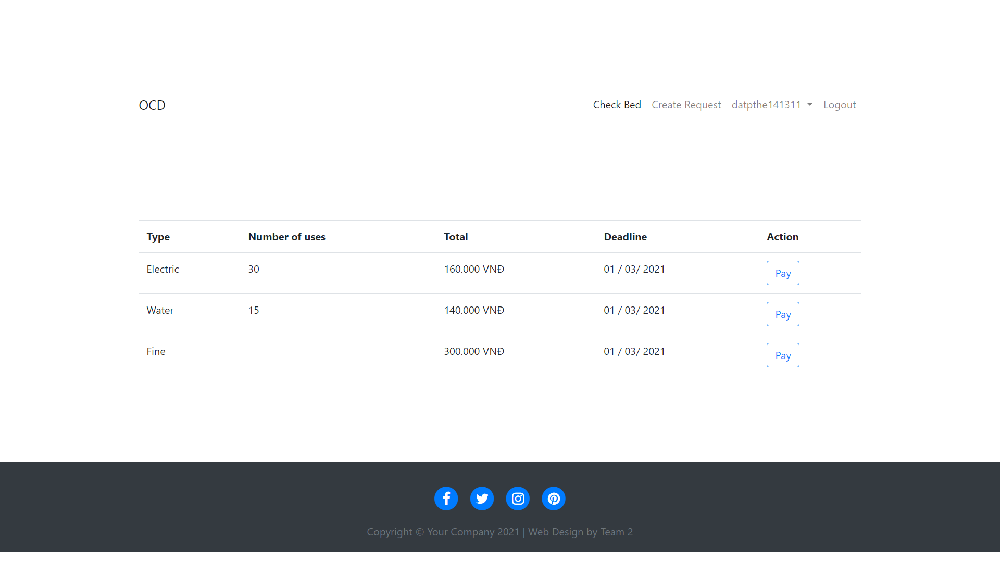 OCD Check Bed Create Request datpthe141311 Logout
Type Number of uses Total Deadline Action
Electric 30 160.000 VNĐ 01 / 03/ 2021 Pay
Water 15 140.000 VNĐ 01 / 03/ 2021 Pay
Fine 300.000 VNĐ 01 / 03/ 2021 Pay
Copyright © Your Company 2021 | Web Design by Team 2